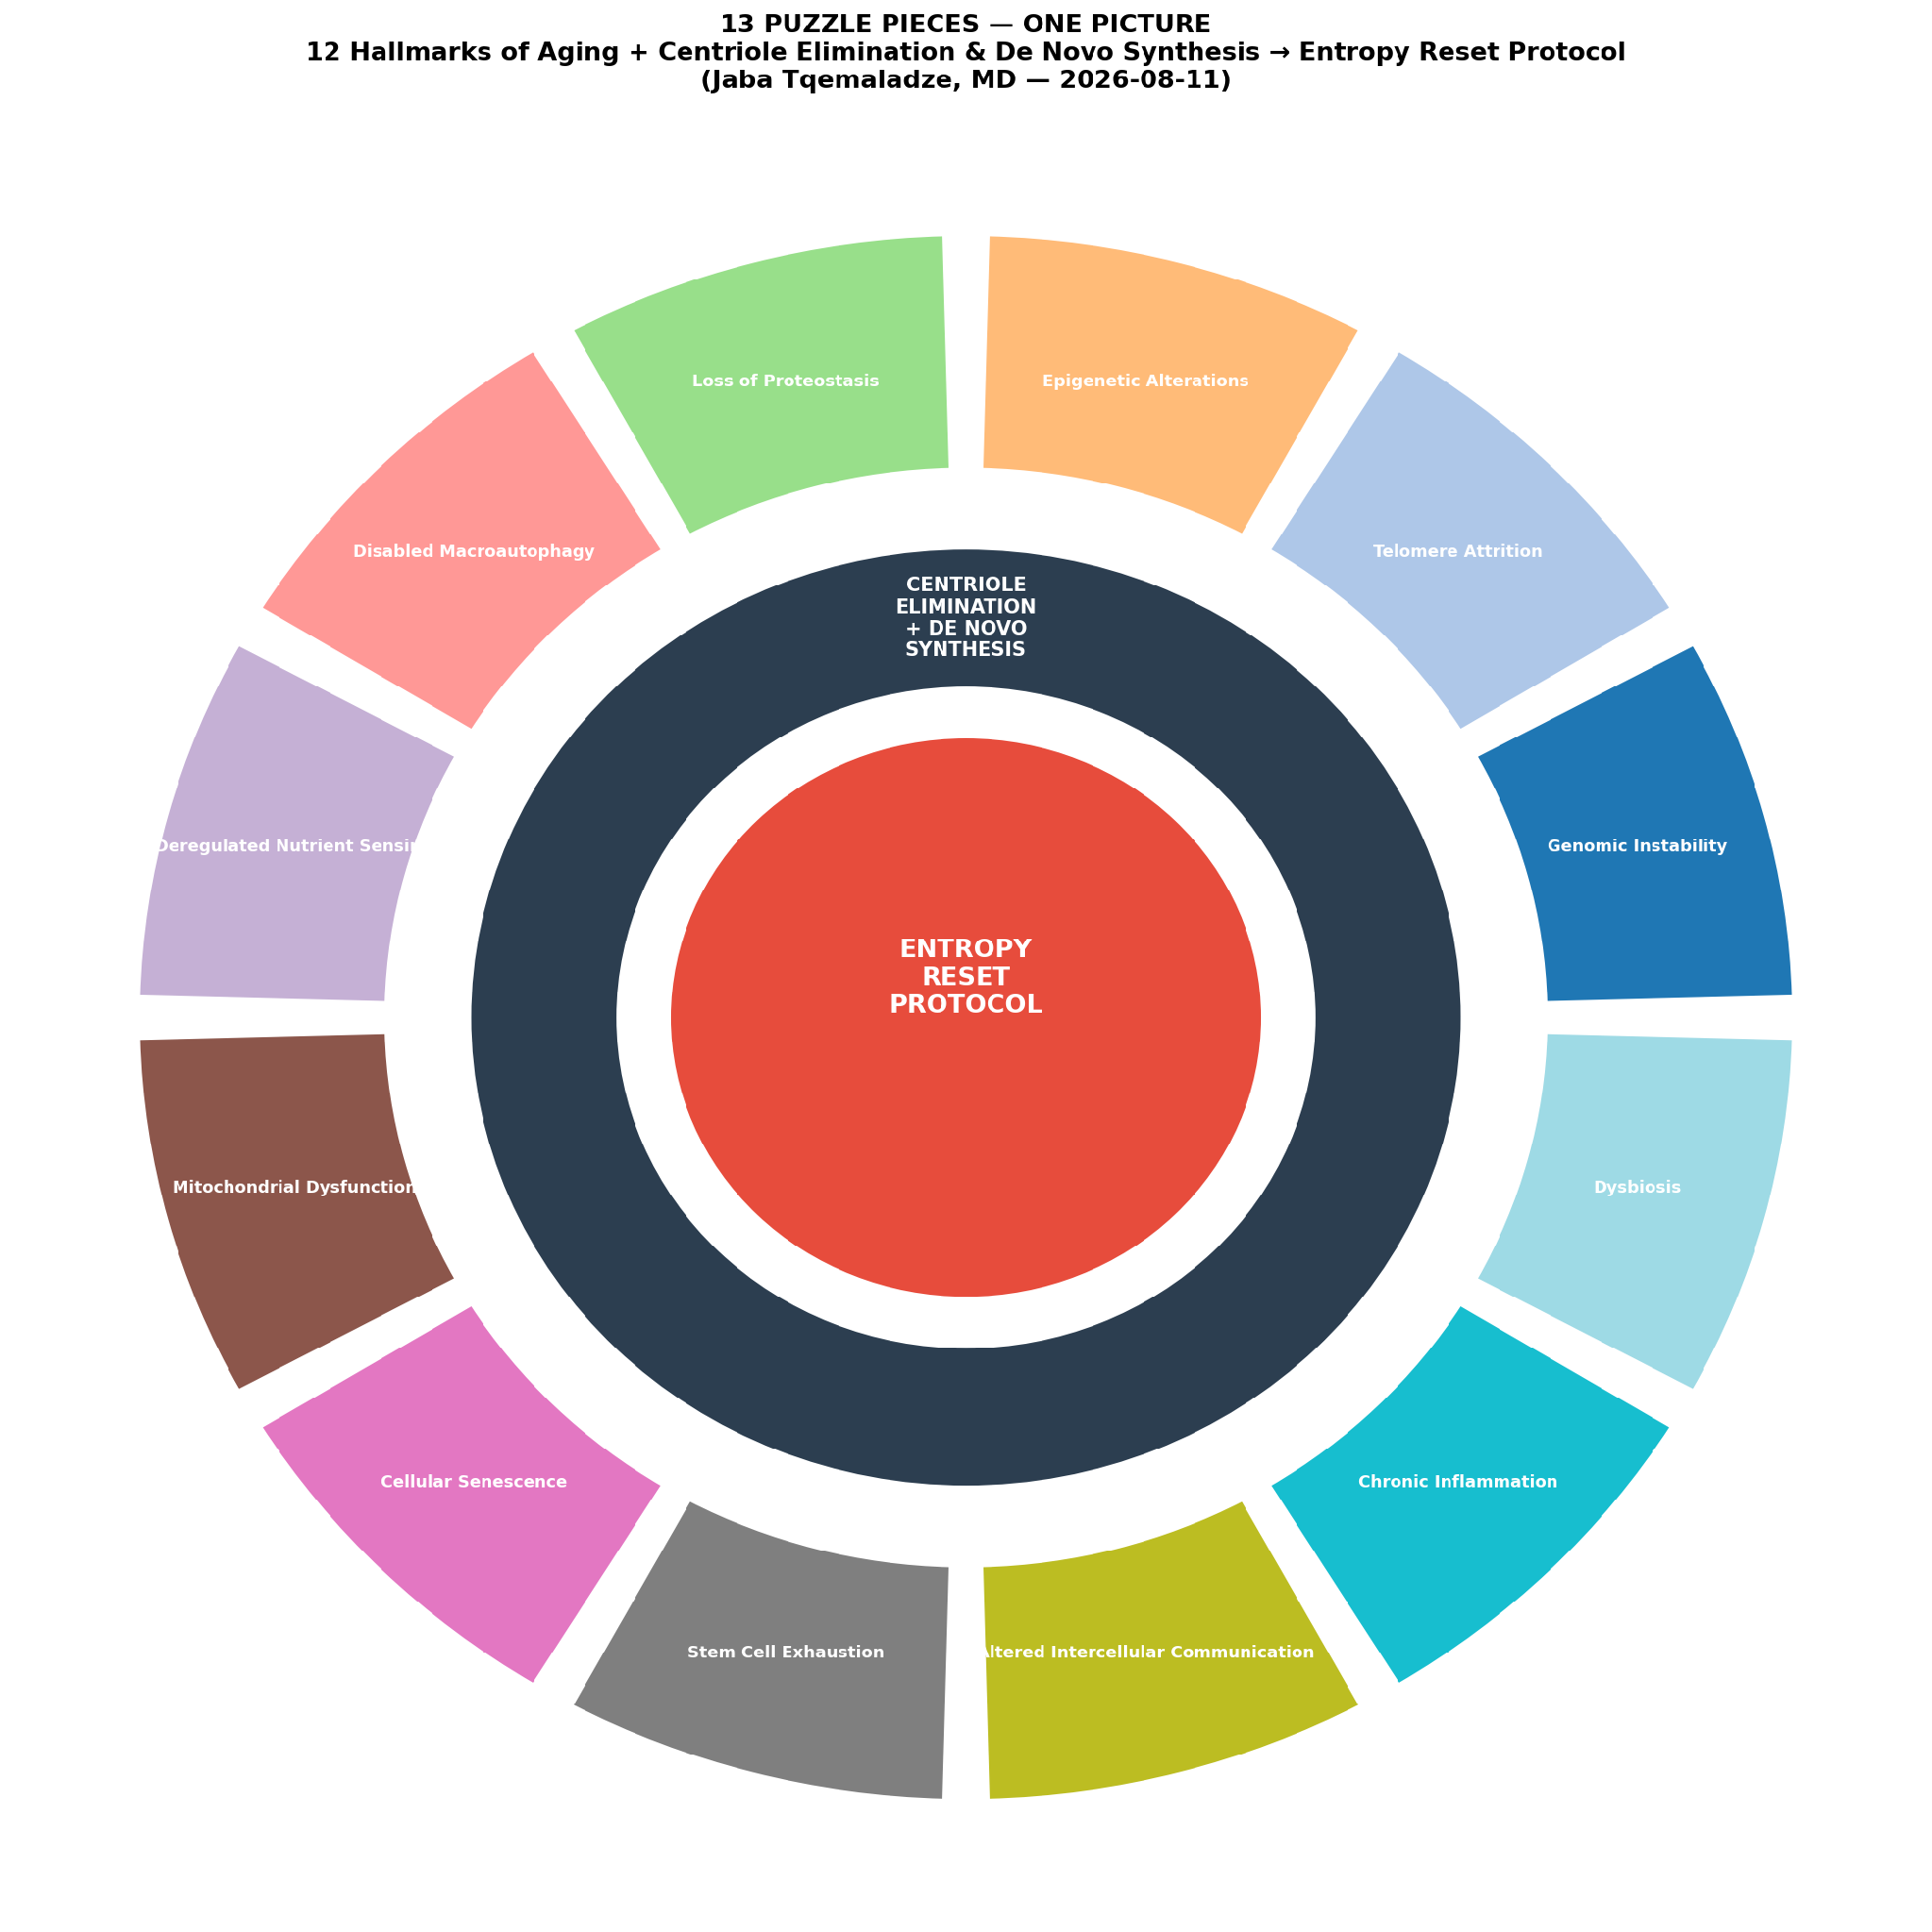 13 PUZZLE PIECES — ONE PICTURE
12 Hallmarks of Aging + Centriole Elimination & De Novo Synthesis → Entropy Reset Protocol
(Jaba Tqemaladze, MD — 2026-08-11)
Loss of Proteostasis
Epigenetic Alterations
Disabled Macroautophagy
Telomere Attrition
CENTRIOLE
ELIMINATION
+ DE NOVO
SYNTHESIS
Deregulated Nutrient Sensin
Genomic Instability
ENTROPY
RESET
PROTOCOL
Mitochondrial Dysfunction
Dysbiosis
Cellular Senescence
Chronic Inflammation
Stem Cell Exhaustion
Altered Intercellular Communication